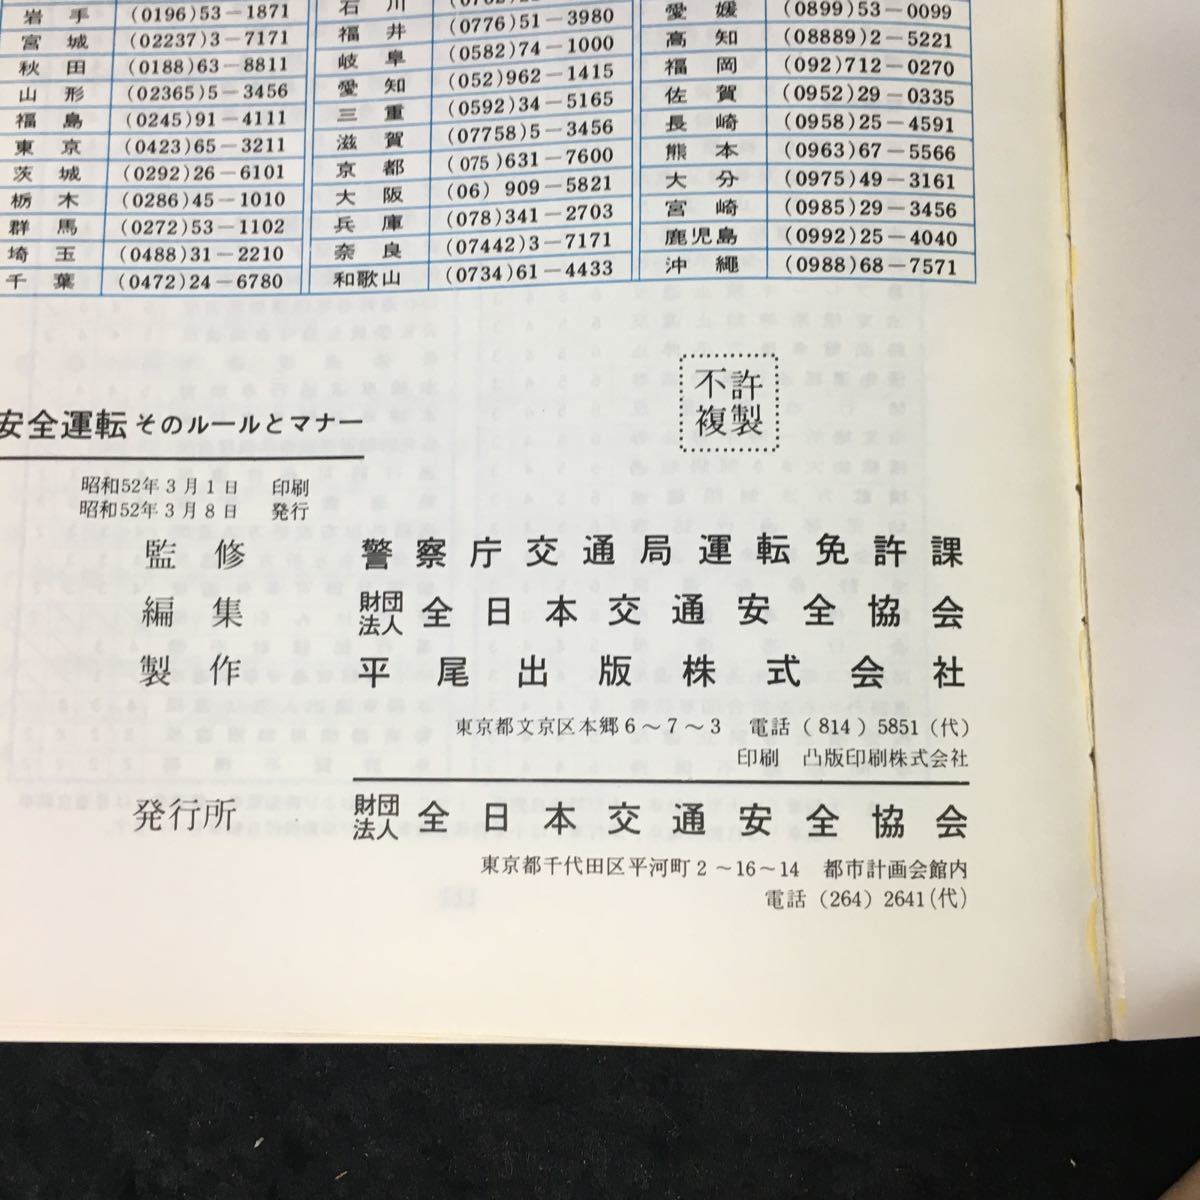 岩手 (0196)53-1871
宮城 (02237)3-7171
秋田 (0188)63-8811
山形 (02365)5-3456
福島 (0245)91-4111
東京 (0423)65-3211
茨城 (0292)26-6101
栃木 (0286)45-1010
群馬 (0272)53-1102
埼玉 (0488)31-2210
千葉 (0472)24-6780
石川
福井 (0776)51-3980
岐阜 (0582)74-1000
愛知 (052)962-1415
三重 (0592)34-5165
滋賀 (07758)5-3456
京都 (075)631-7600
大阪 (06) 909-5821
兵庫 (078)341-2703
奈良 (07442)3-7171
和歌山 (0734)61-4433
愛媛 (0899)53-0099
高知 (08889)2-5221
福岡 (092)712-0270
佐賀 (0952)29-0335
長崎 (0958)25-4591
熊本 (0963)67-5566
大分 (0975)49-3161
宮崎 (0985)29-3456
鹿児島 (0992)25-4040
沖繩 (0988)68-7571
不許
複製
安全運転 そのルールとマナー
昭和52年3月1日 印刷
昭和52年3月8日 発行
監修 警察庁交通局運転免許課
編集 財団法人 全日本交通安全協会
製作 平尾出版株式会社
東京都文京区本郷6～7～3 電話(814)5851(代)
印刷 凸版印刷株式会社
発行所 財団法人 全日本交通安全協会
東京都千代田区平河町2～16～14 都市計画会館内
電話(264)2641(代)